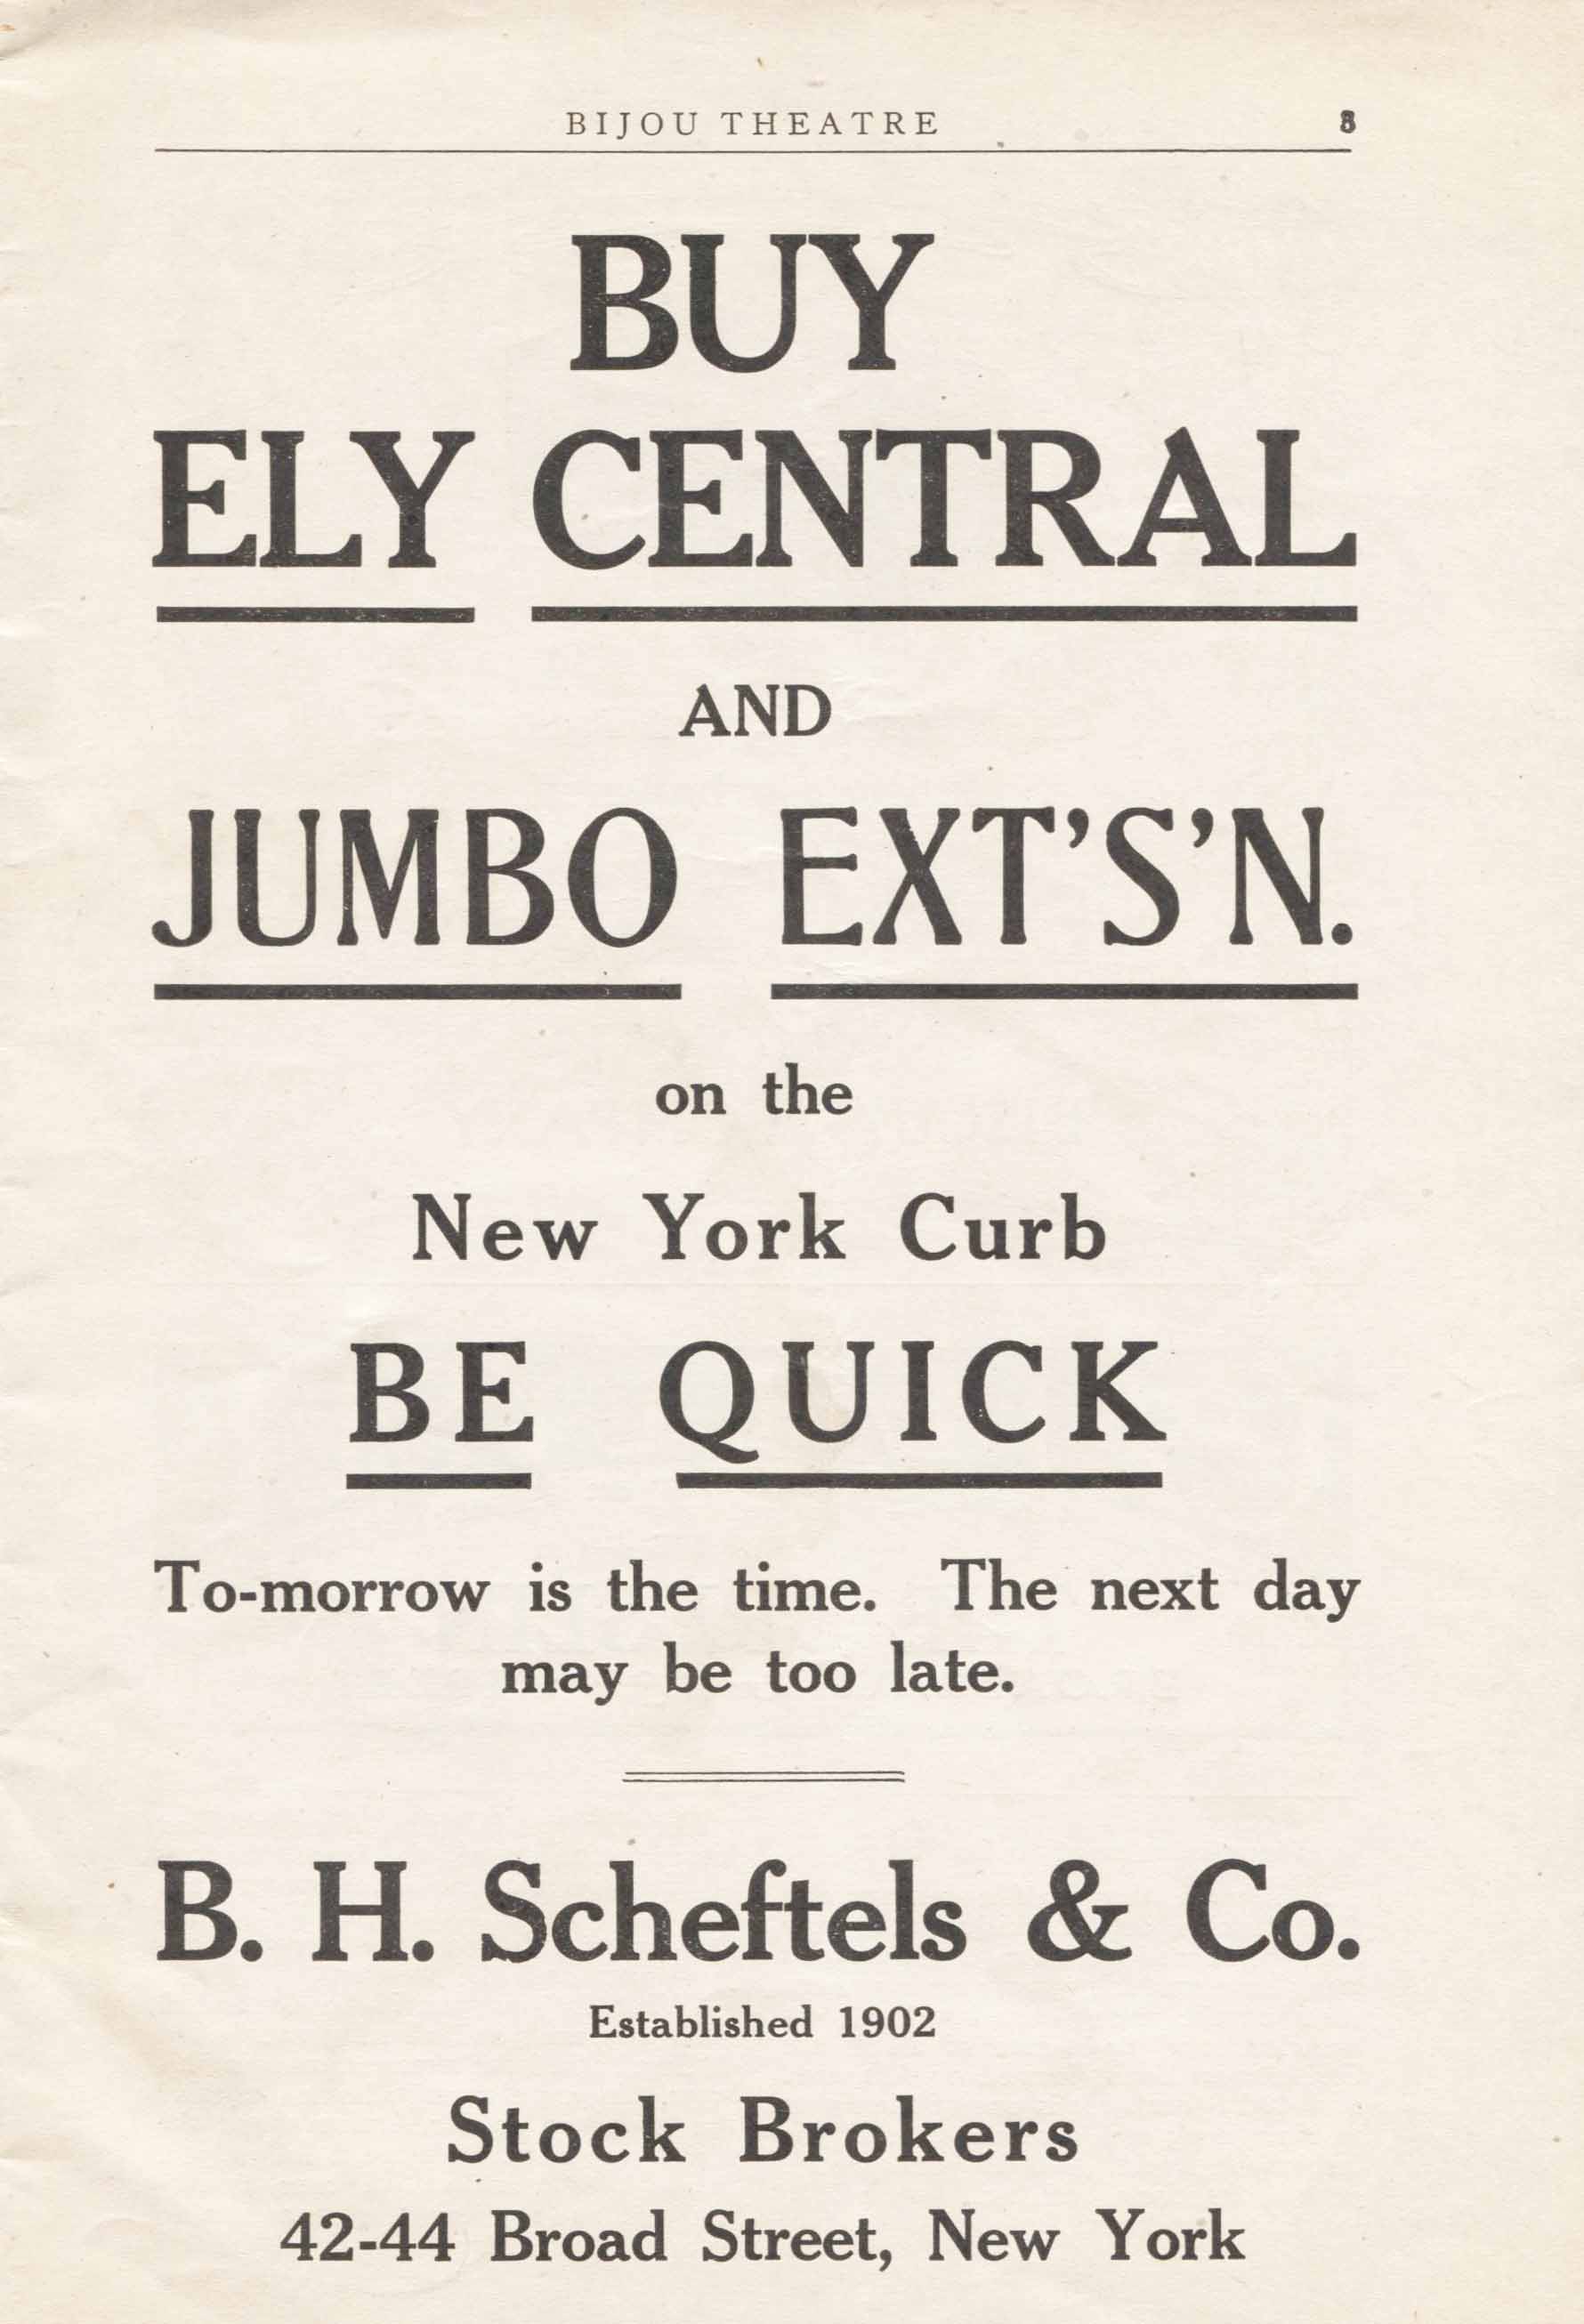 BIJOU THEATRE
BUY
ELY CENTRAL
AND
JUMBO EXT'S'N.
on the
New York Curb
BE QUICK
To-morrow is the time. The next day
may be too late.
B. H. Scheftels & Co.
Established 1902
Stock Brokers
42-44 Broad Street, New York